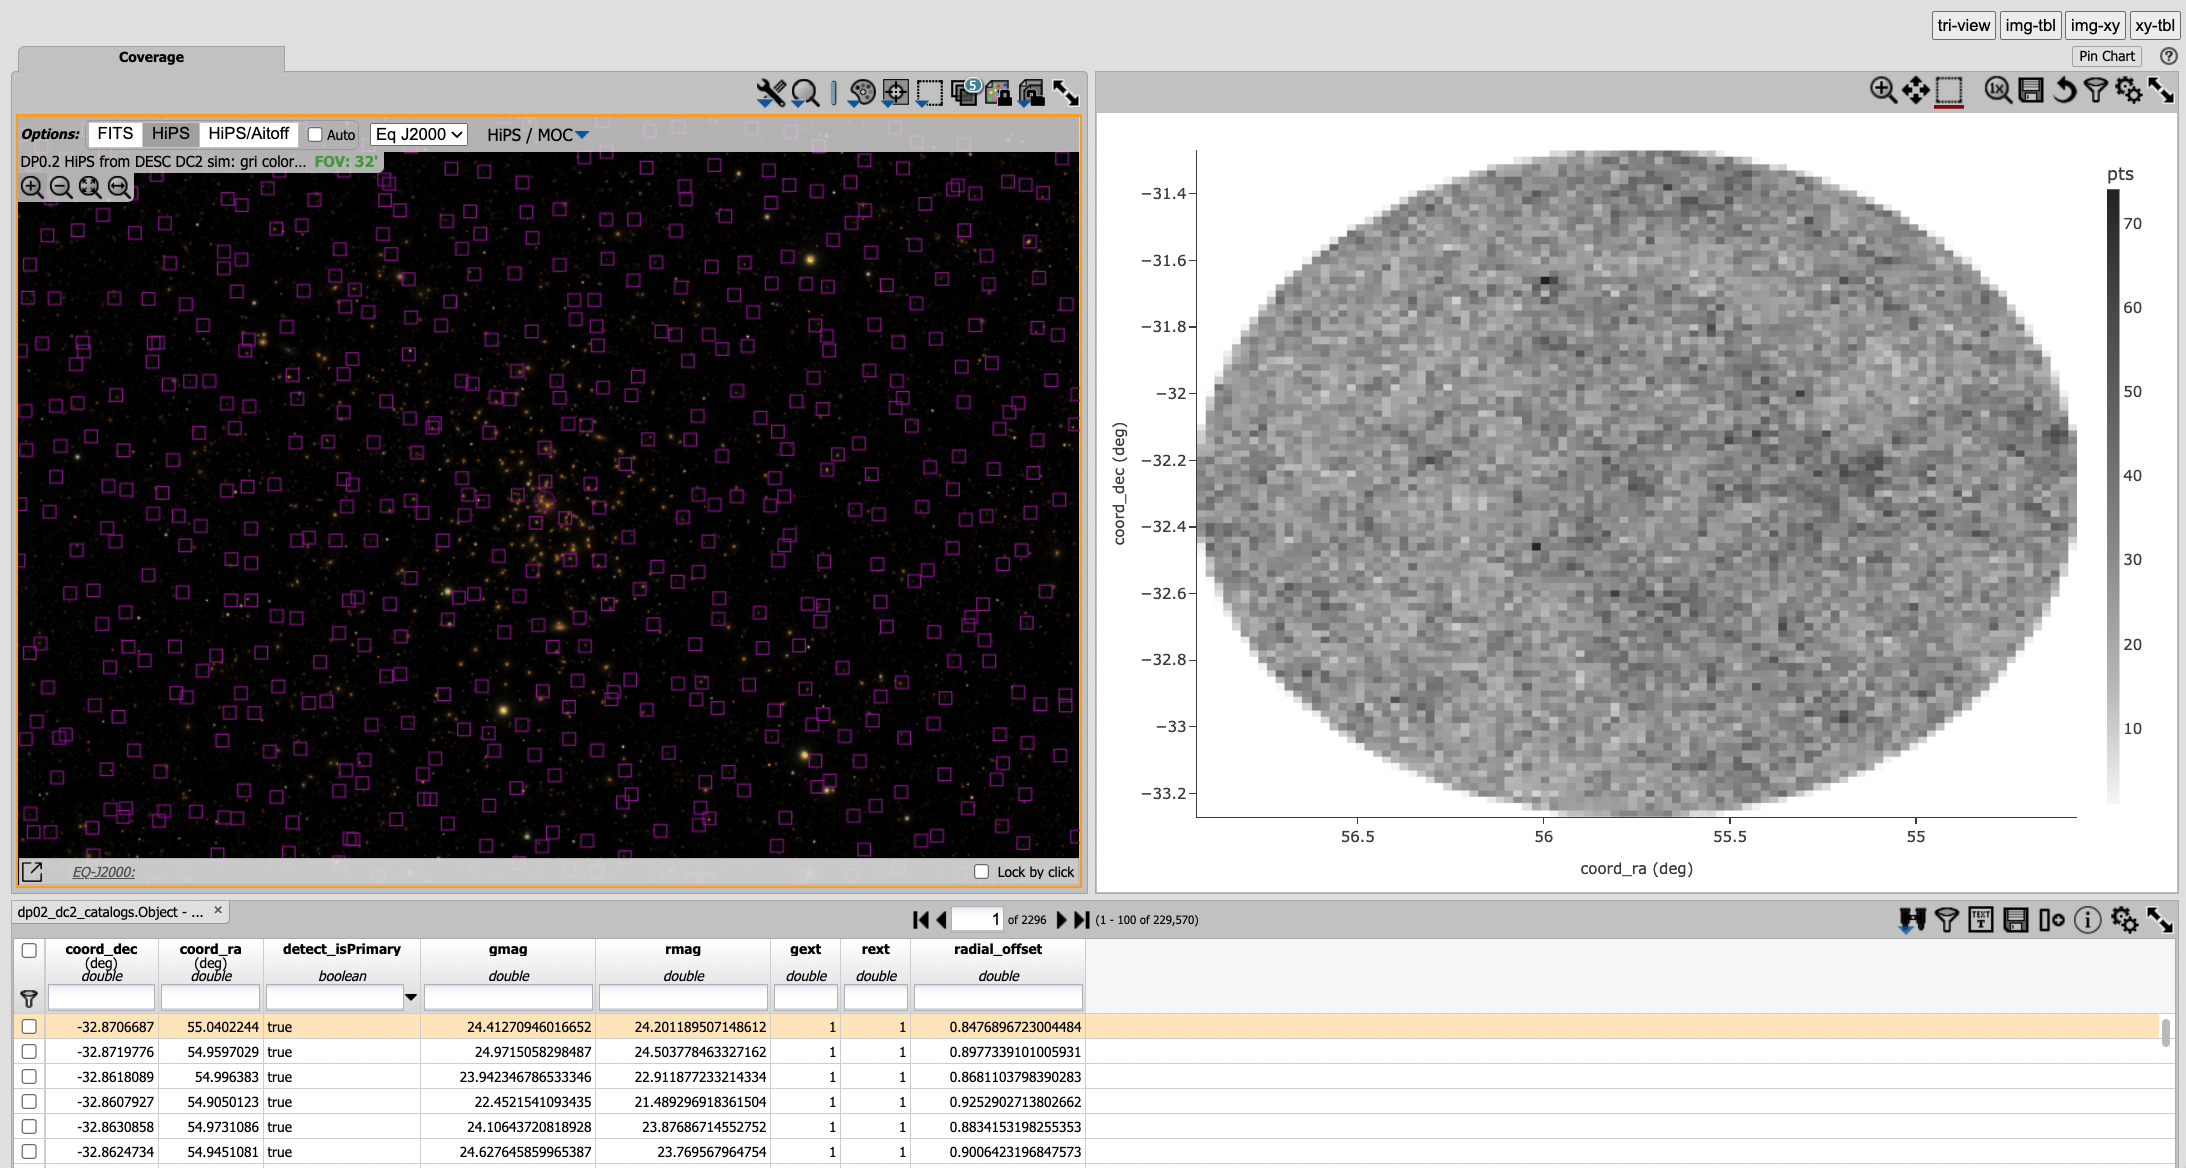 tri-view img-tbl img-xy xy-tbl
Coverage
Pin Chart ?
5
1x
Options: FITS HiPS HiPS/Aitoff Auto Eq J2000 HiPS / MOC
DP0.2 HiPS from DESC DC2 sim: gri color... FOV: 32'
EQ-J2000: Lock by click
pts
70
60
50
40
30
20
10
−31.4
−31.6
−31.8
−32
−32.2
−32.4
−32.6
−32.8
−33
−33.2
coord_dec (deg)
56.5 56 55.5 55
coord_ra (deg)
dp02_dc2_catalogs.Object - ... ×
1 of 2296 (1 - 100 of 229,570)
TEXT
T
i
coord_dec coord_ra detect_isPrimary gmag rmag gext rext radial_offset
(deg) (deg)
double double boolean double double double double double
-32.8706687 55.0402244 true 24.41270946016652 24.201189507148612 1 1 0.8476896723004484
-32.8719776 54.9597029 true 24.9715058298487 24.503778463327162 1 1 0.8977339101005931
-32.8618089 54.996383 true 23.942346786533346 22.911877233214334 1 1 0.8681103798390283
-32.8607927 54.9050123 true 22.4521541093435 21.489296918361504 1 1 0.9252902713802662
-32.8630858 54.9731086 true 24.10643720818928 23.87686714552752 1 1 0.8834153198255353
-32.8624734 54.9451081 true 24.627645859965387 23.769567964754 1 1 0.9006423196847573